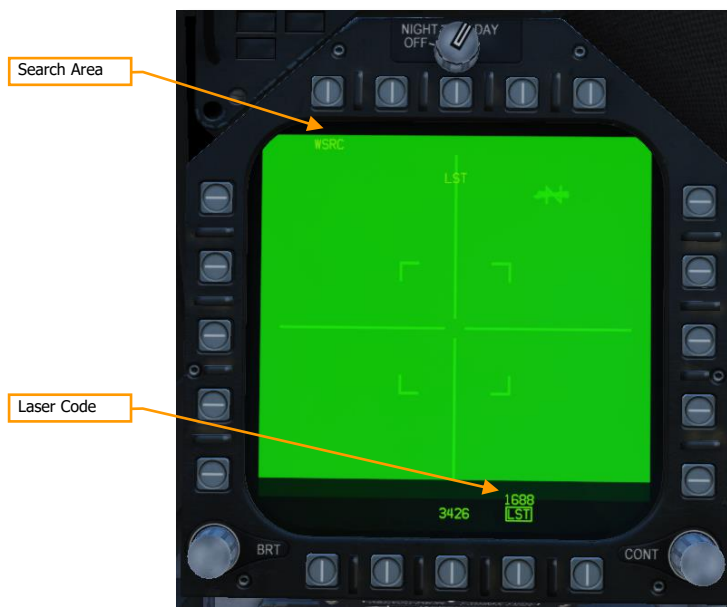 NIGHT DAY
OFF
Search Area
WSRC
LST
N
Laser Code
1688
3426 LST
BRT
CONT